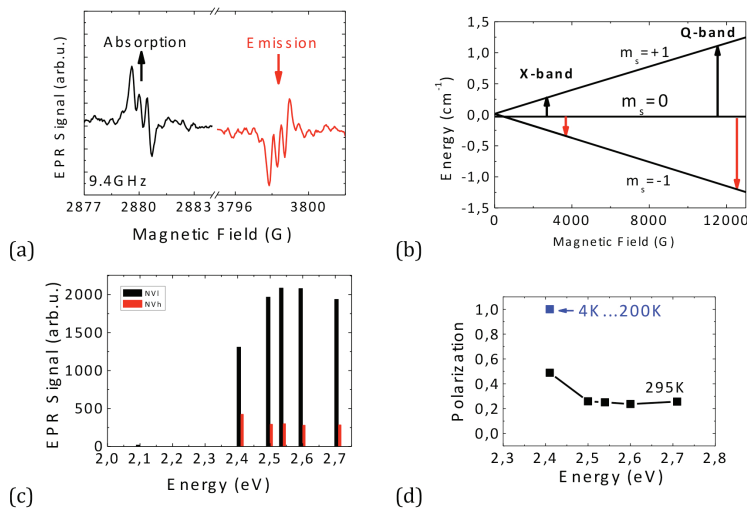 (a)
EPR Signal (arb.u.)
Absorption
Emission
9.4GHz
2877 2880 2883 3796 3800
Magnetic Field (G)
(b)
Energy (cm⁻¹)
1,5
1,0
0,5
0,0
-0,5
-1,0
-1,5
Q-band
mₛ=+1
X-band
mₛ=0
mₛ=-1
0 4000 8000 12000
Magnetic Field (G)
(c)
EPR Signal (arb.u.)
2000
1500
1000
500
0
NVl
NVh
2,0 2,1 2,2 2,3 2,4 2,5 2,6 2,7
Energy (eV)
(d)
Polarization
1,0
0,8
0,6
0,4
0,2
0,0
4K...200K
295K
2,3 2,4 2,5 2,6 2,7 2,8
Energy (eV)